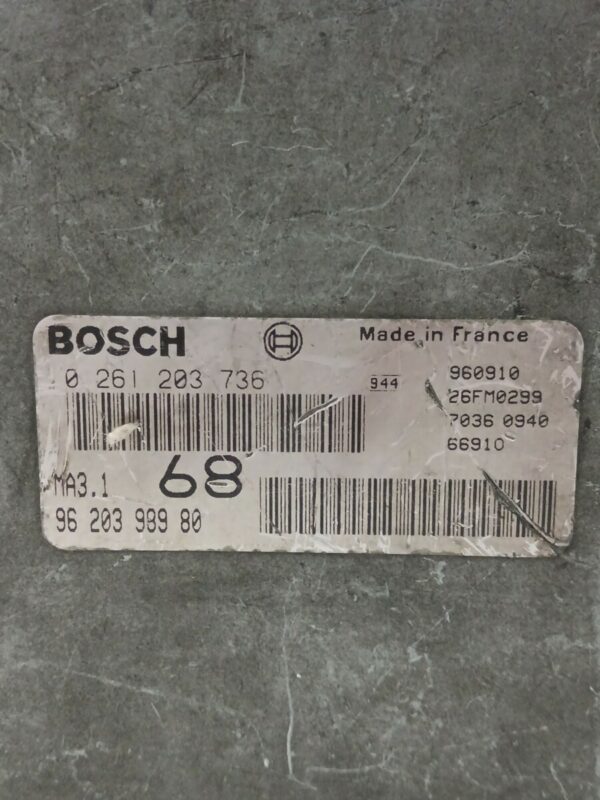 BOSCH Made in France
0 261 203 736 944 960910
26FM0299
7036 0940
66910
MA3.1 68
96 203 989 80